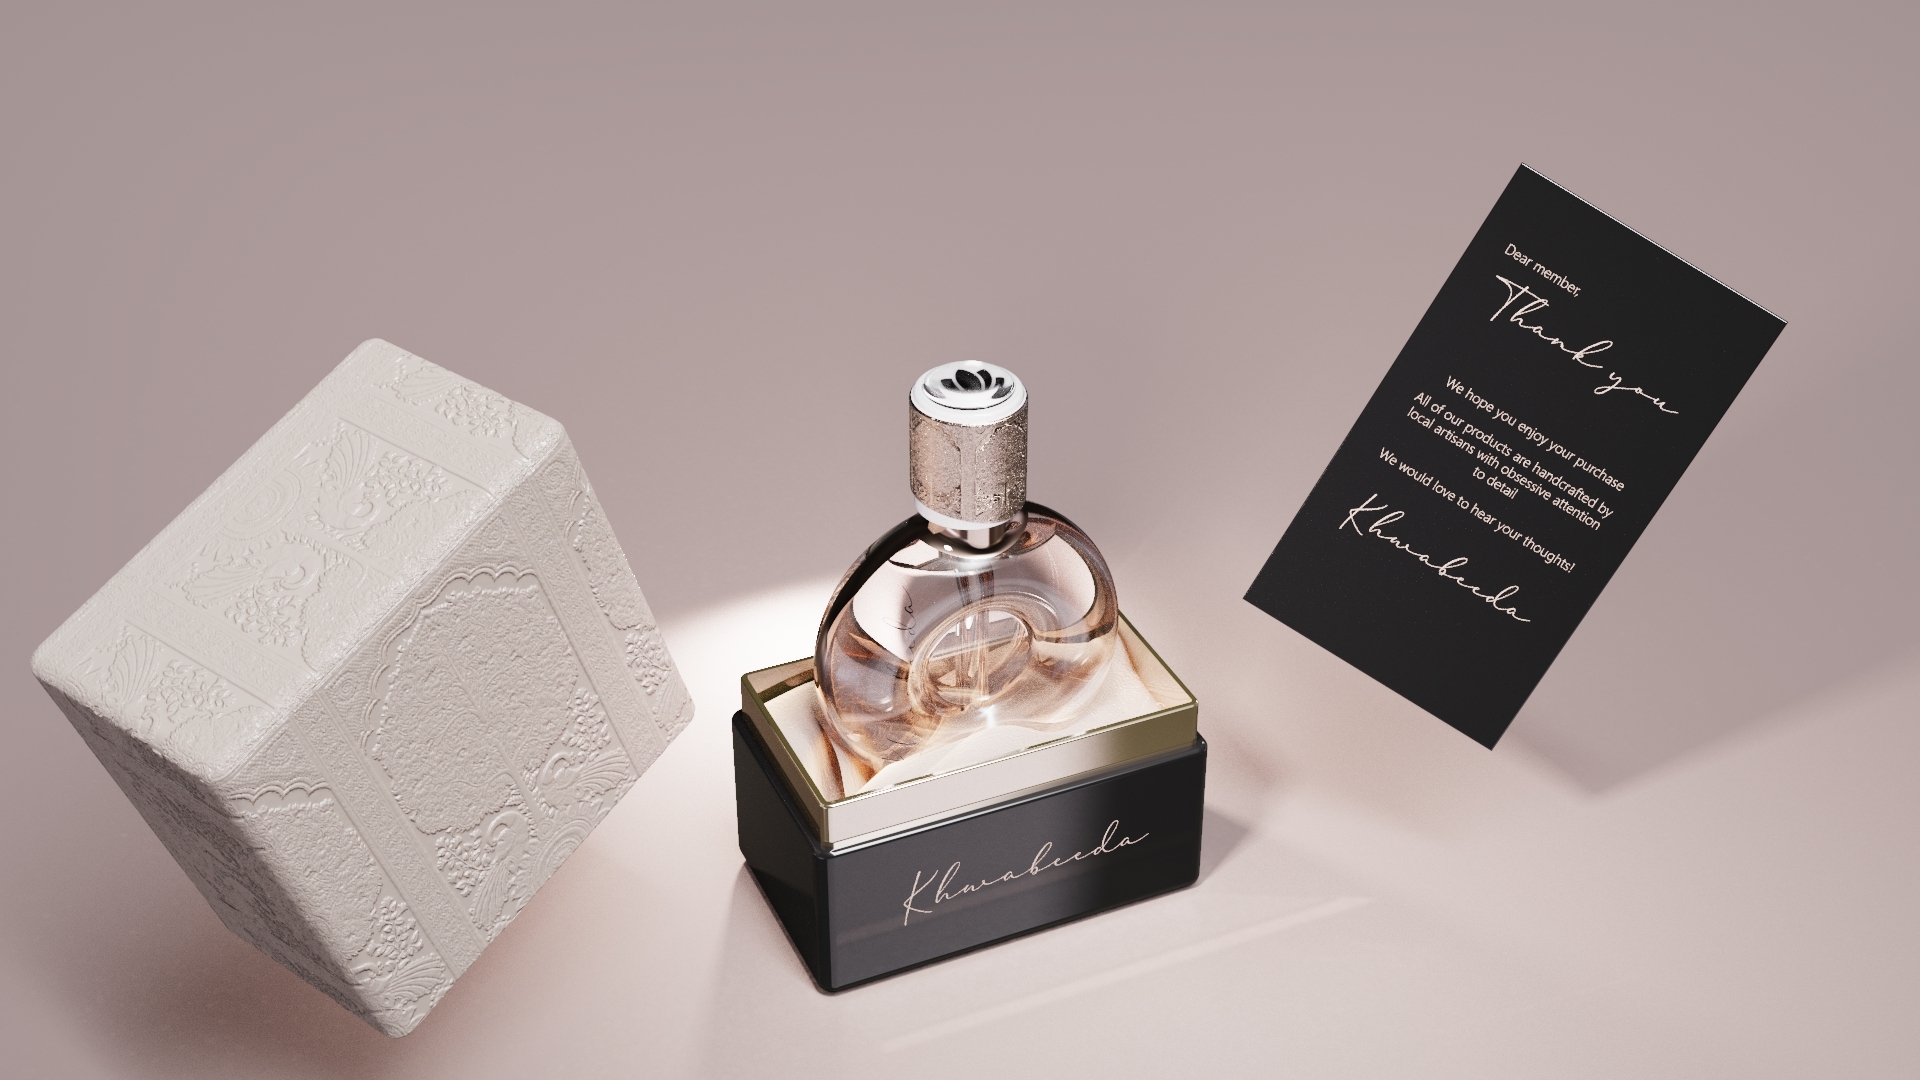 Dear member,
Thank you
We hope you enjoy your purchase
All of our products are handcrafted by
local artisans with obsessive attention
to detail
We would love to hear your thoughts!
Khwabeeda
Khwabeeda